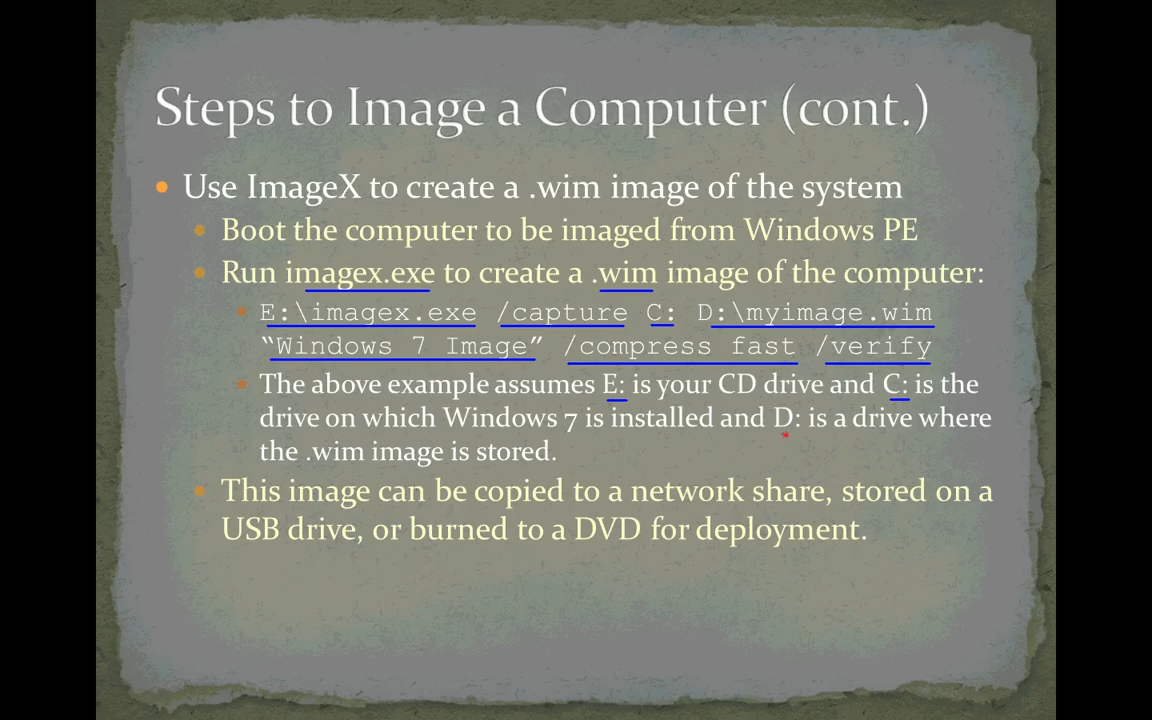 Steps to Image a Computer (cont.)
Use ImageX to create a .wim image of the system
Boot the computer to be imaged from Windows PE
Run imagex.exe to create a .wim image of the computer:
E:\imagex.exe /capture C: D:\myimage.wim
“Windows 7 Image” /compress fast /verify
The above example assumes E: is your CD drive and C: is the
drive on which Windows 7 is installed and D: is a drive where
the .wim image is stored.
This image can be copied to a network share, stored on a
USB drive, or burned to a DVD for deployment.